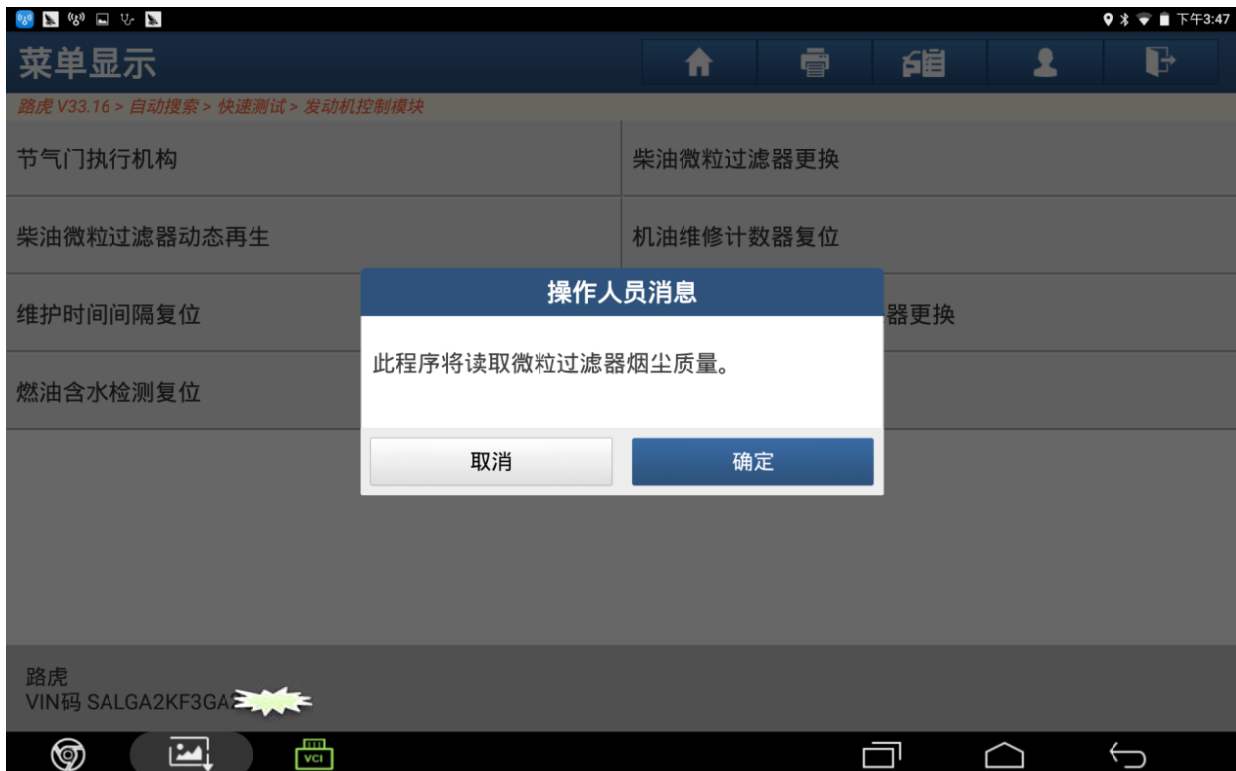 下午3:47
菜单显示
路虎 V33.16 > 自动搜索 > 快速测试 > 发动机控制模块
节气门执行机构
柴油微粒过滤器更换
柴油微粒过滤器动态再生
机油维修计数器复位
操作人员消息
维护时间间隔复位
器更换
此程序将读取微粒过滤器烟尘质量。
燃油含水检测复位
取消
确定
路虎
VIN码 SALGA2KF3GA
VCI